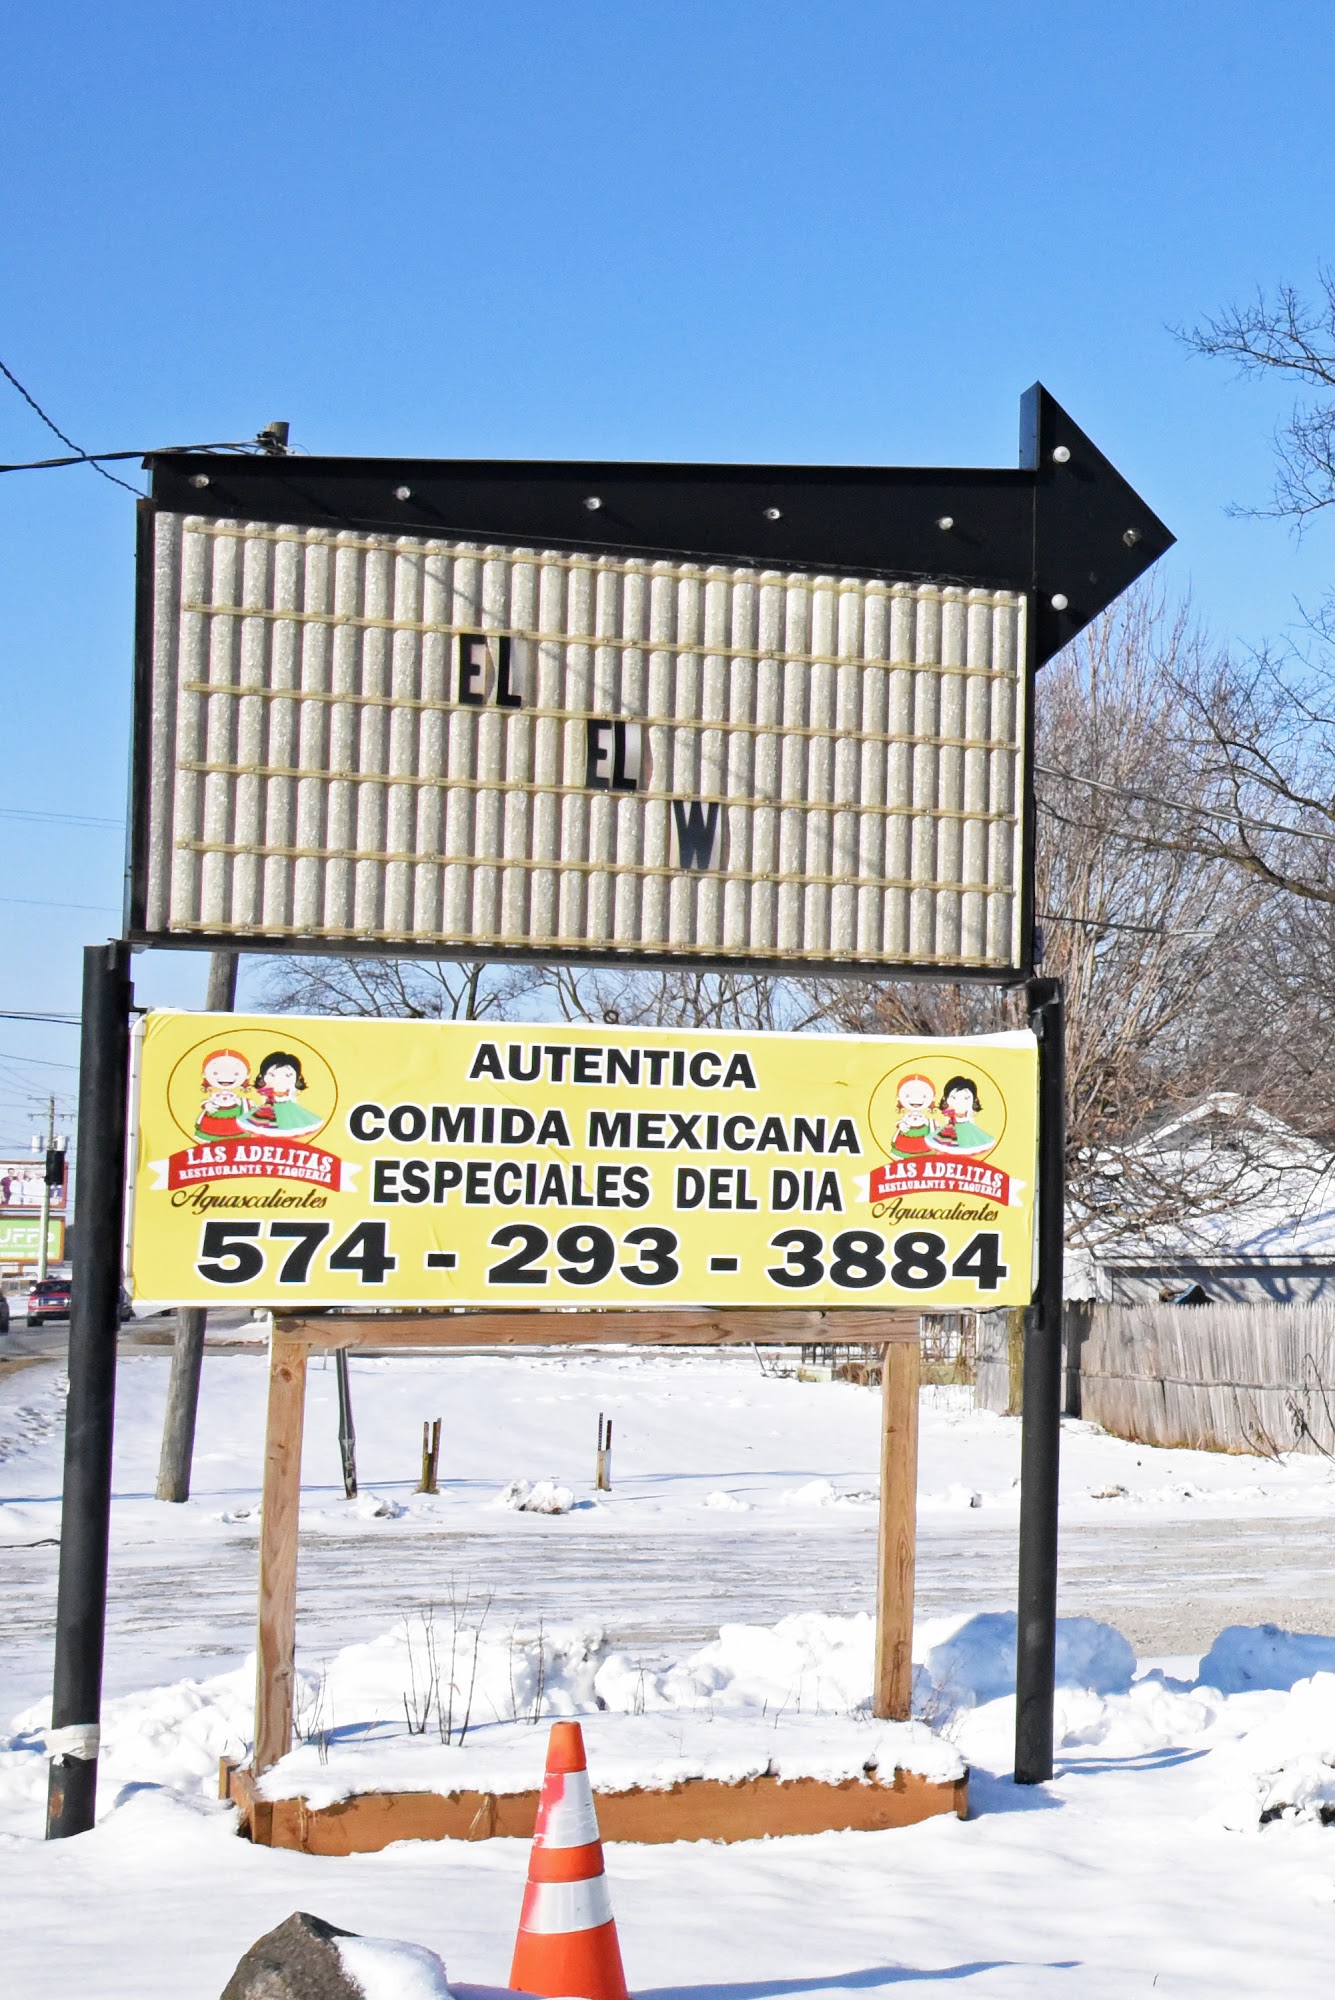 EL
EL
W
AUTENTICA
COMIDA MEXICANA
ESPECIALES DEL DIA
574 - 293 - 3884
LAS ADELITAS
RESTAURANTE Y TAQUERIA
Aguascalientes
LAS ADELITAS
RESTAURANTE Y TAQUERIA
Aguascalientes